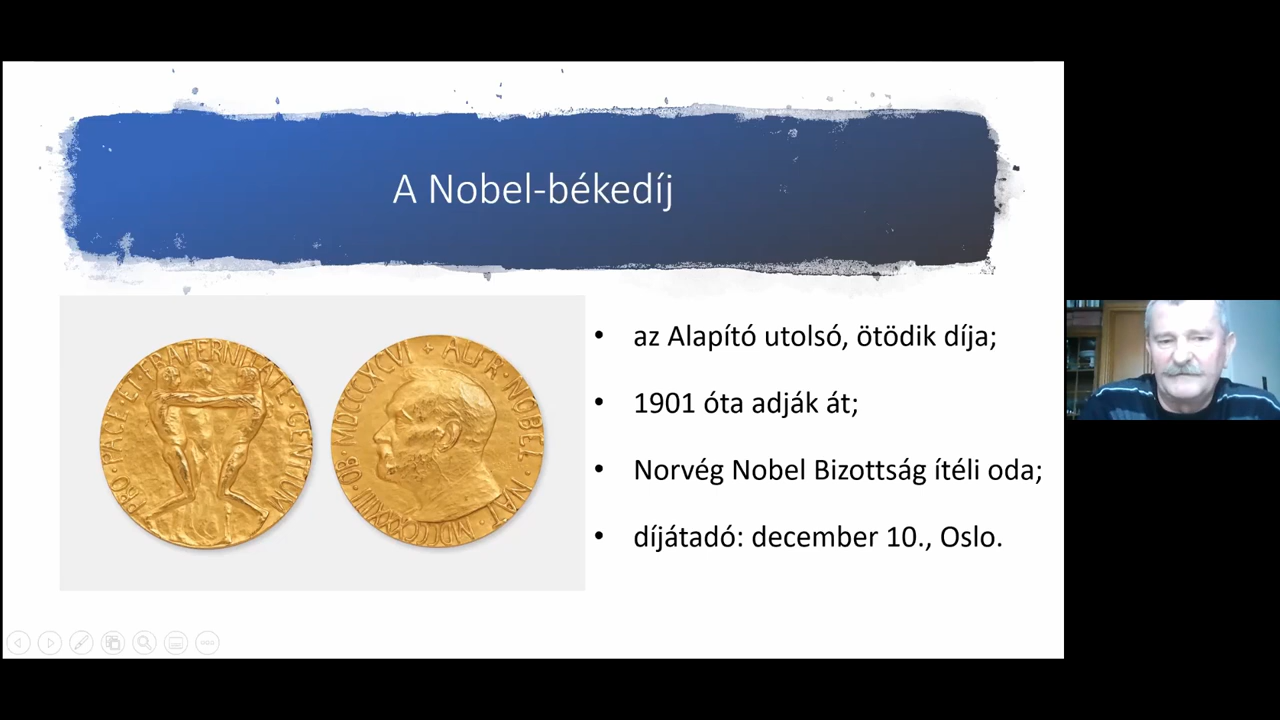 A Nobel-békedíj
PRO·PACE·ET·FRATERNITATE·GENTIUM
·NAT·MDCCCXXXIII·OB·MDCCCXCVI + ALFR·NOBEL
• az Alapító utolsó, ötödik díja;
• 1901 óta adják át;
• Norvég Nobel Bizottság ítéli oda;
• díjátadó: december 10., Oslo.